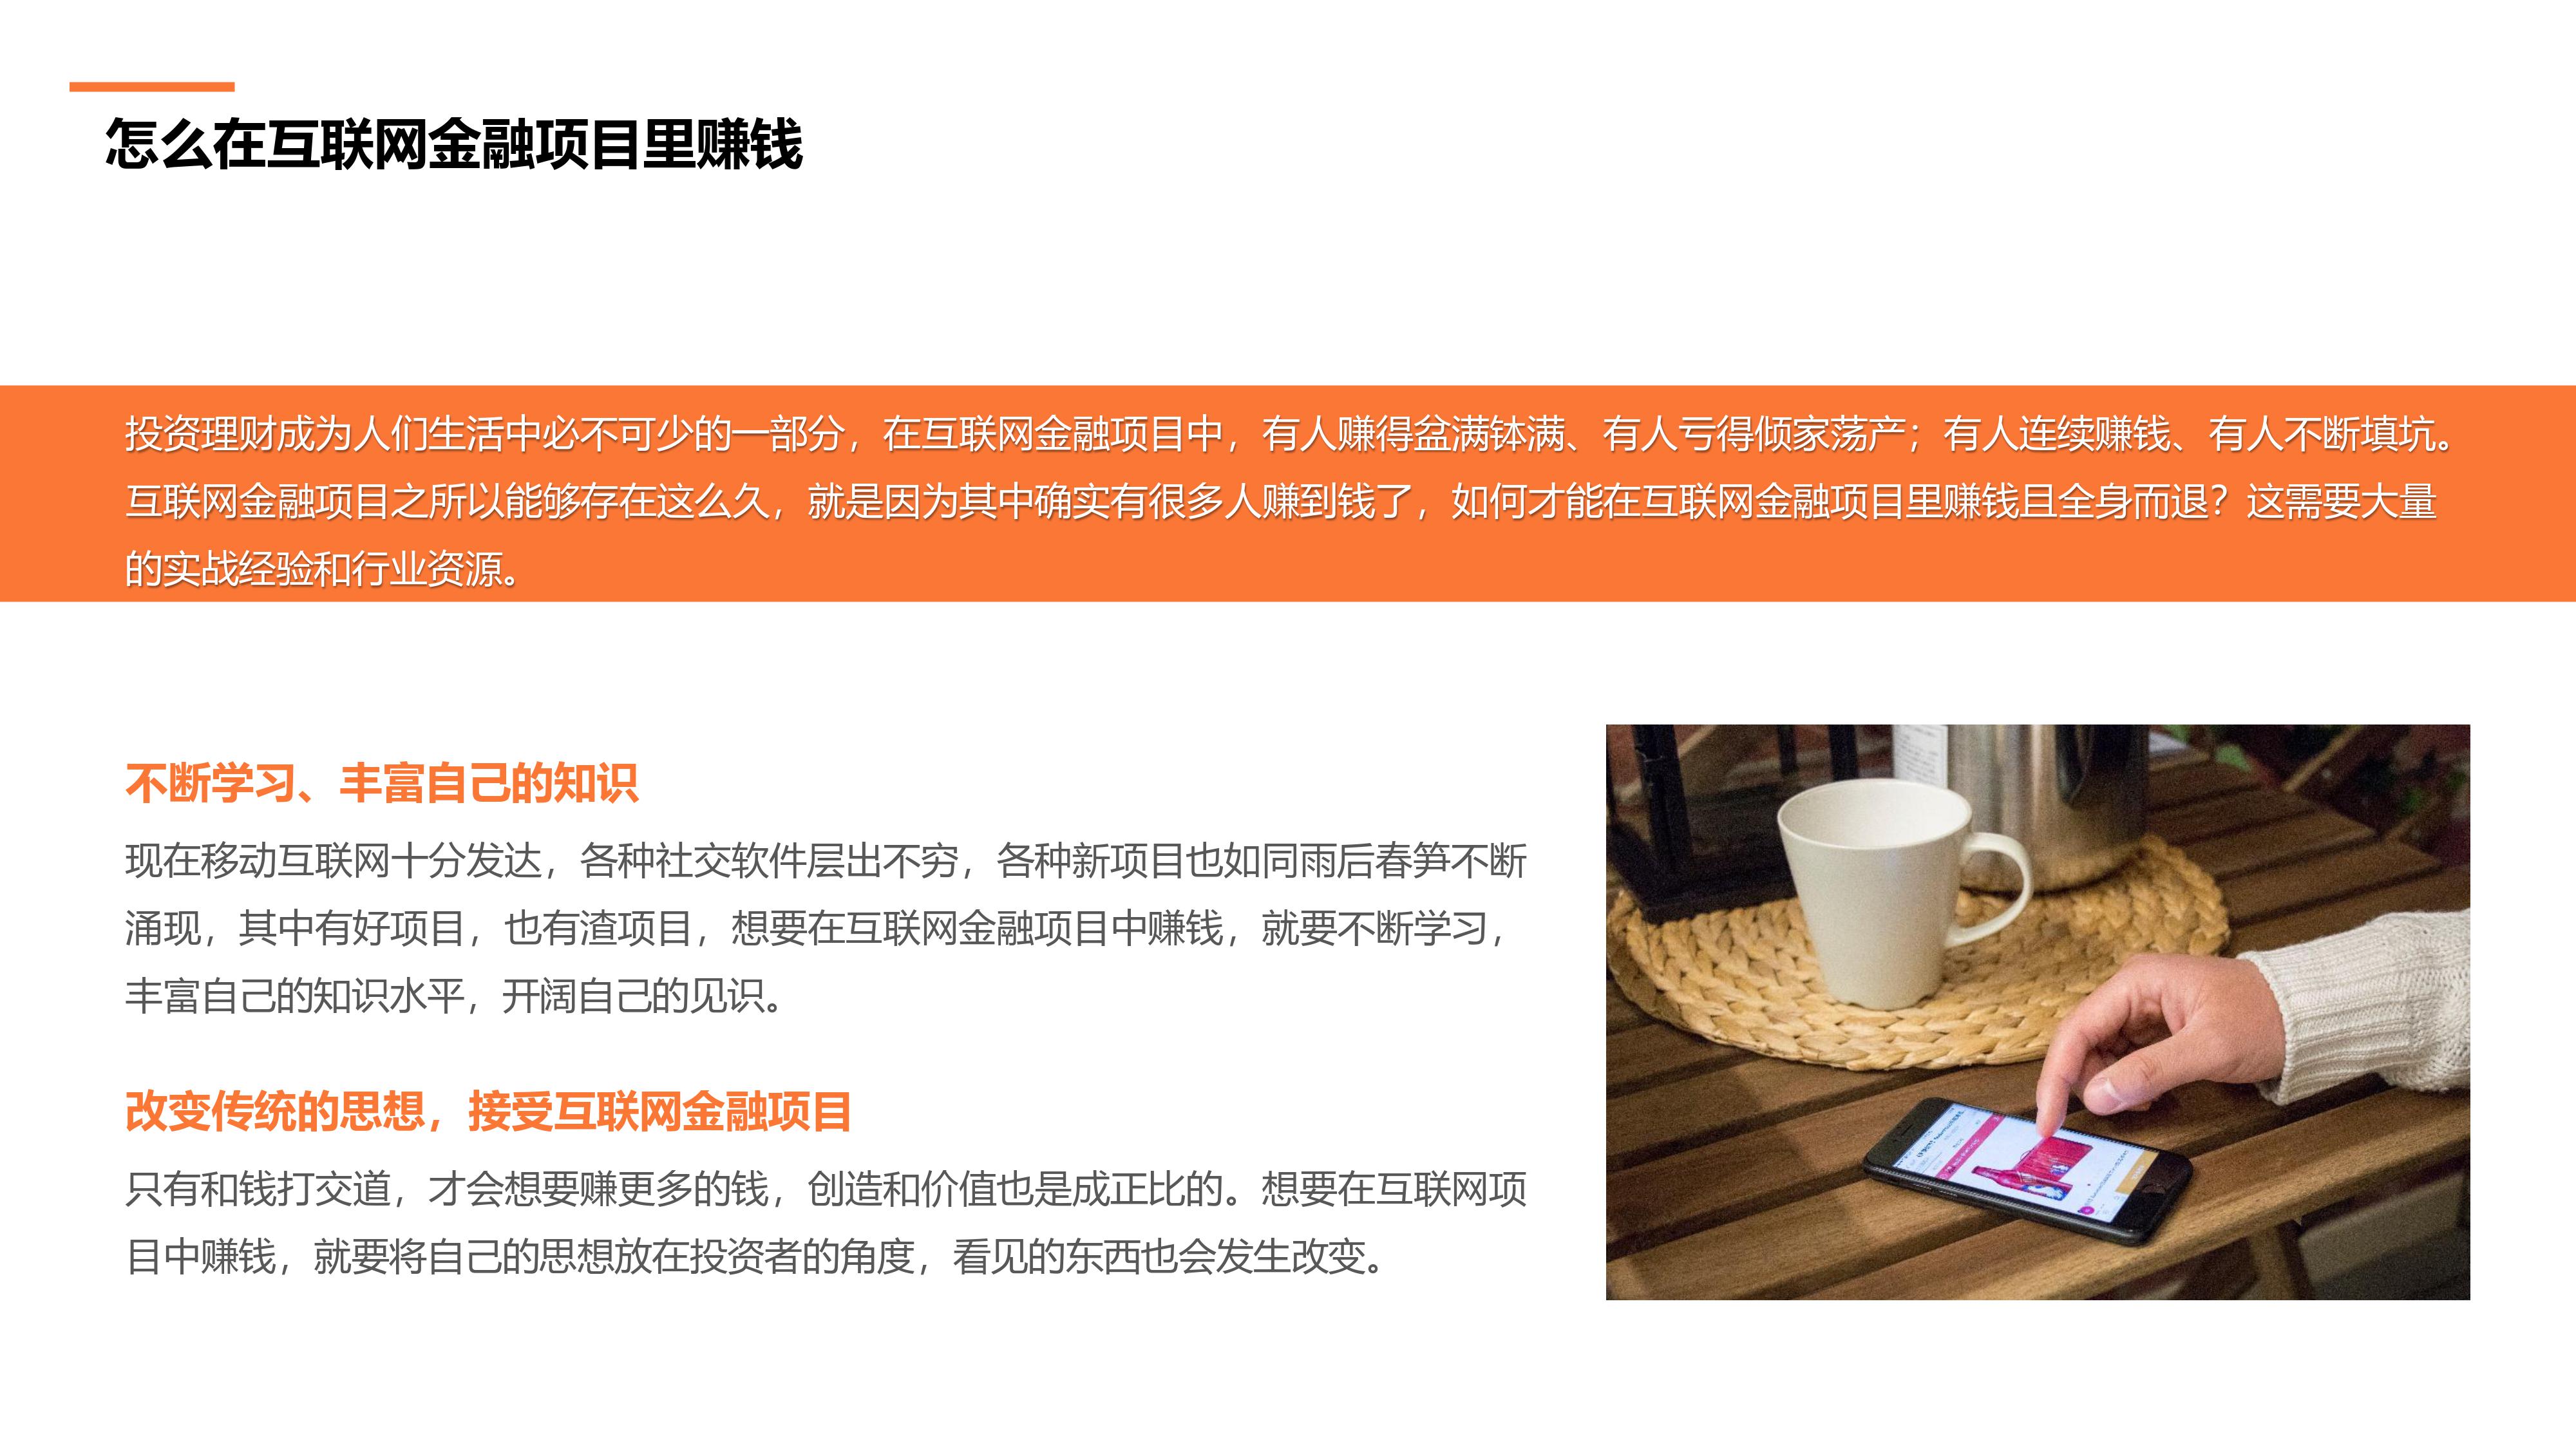 怎么在互联网金融项目里赚钱
投资理财成为人们生活中必不可少的一部分，在互联网金融项目中，有人赚得盆满钵满、有人亏得倾家荡产；有人连续赚钱、有人不断填坑。
互联网金融项目之所以能够存在这么久，就是因为其中确实有很多人赚到钱了，如何才能在互联网金融项目里赚钱且全身而退？这需要大量
的实战经验和行业资源。
不断学习、丰富自己的知识
现在移动互联网十分发达，各种社交软件层出不穷，各种新项目也如同雨后春笋不断
涌现，其中有好项目，也有渣项目，想要在互联网金融项目中赚钱，就要不断学习，
丰富自己的知识水平，开阔自己的见识。
改变传统的思想，接受互联网金融项目
只有和钱打交道，才会想要赚更多的钱，创造和价值也是成正比的。想要在互联网项
目中赚钱，就要将自己的思想放在投资者的角度，看见的东西也会发生改变。